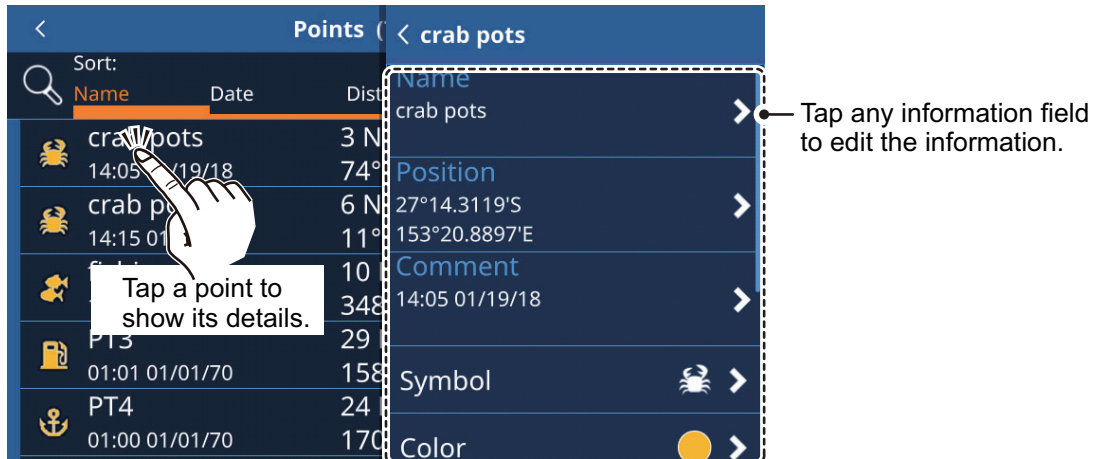 Points (
Sort:
Name Date Dist
crab pots
14:05 /19/18
3 N
74°
crab po
14:15 01
6 N
11°
10
348
PT3
01:01 01/01/70
29
158
PT4
01:00 01/01/70
24
170
Tap a point to
show its details.
crab pots
Name
crab pots
Position
27°14.3119'S
153°20.8897'E
Comment
14:05 01/19/18
Symbol
Color
Tap any information field
to edit the information.